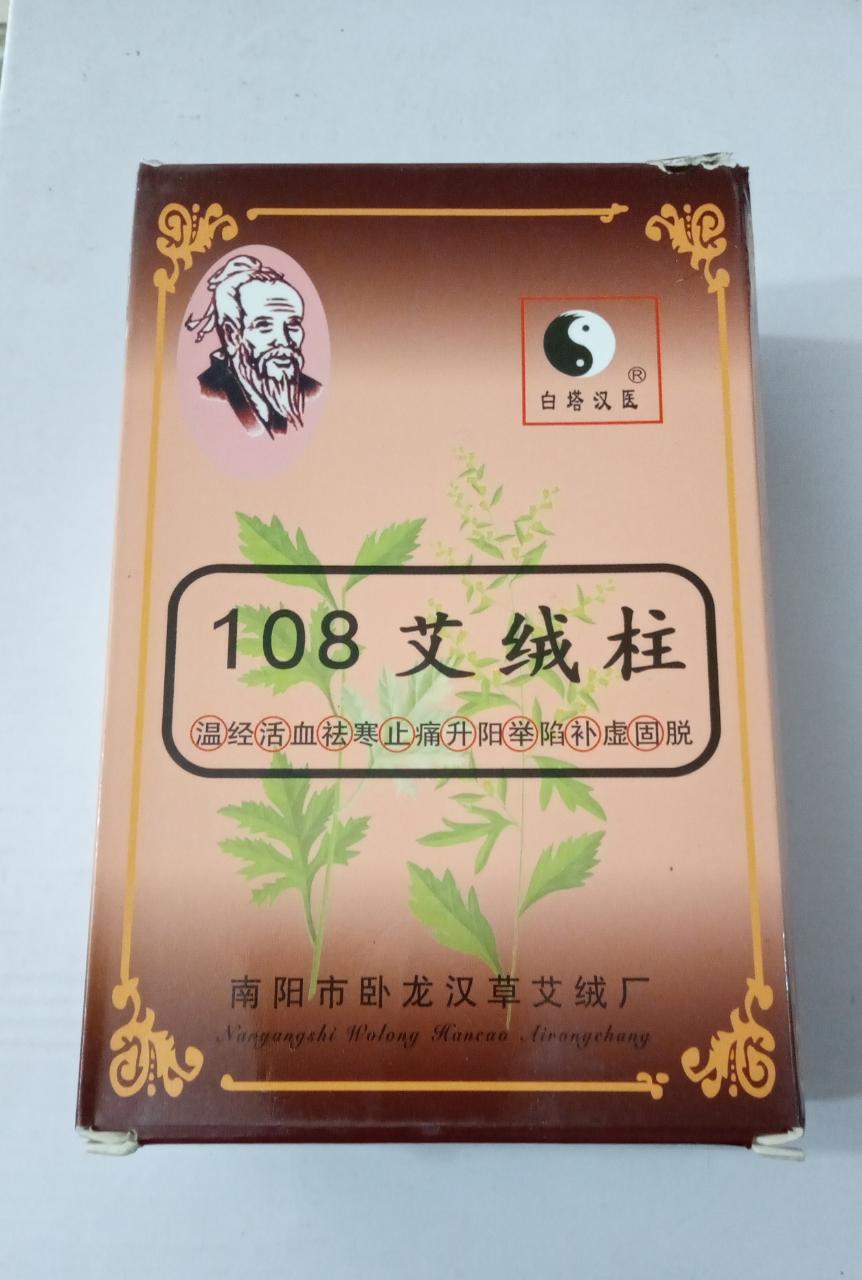 ®
白塔汉医
108 艾绒柱
温经活血祛寒止痛升阳举陷补虚固脱
南阳市卧龙汉草艾绒厂
Nanyangshi Wolong Hancao Airongchang